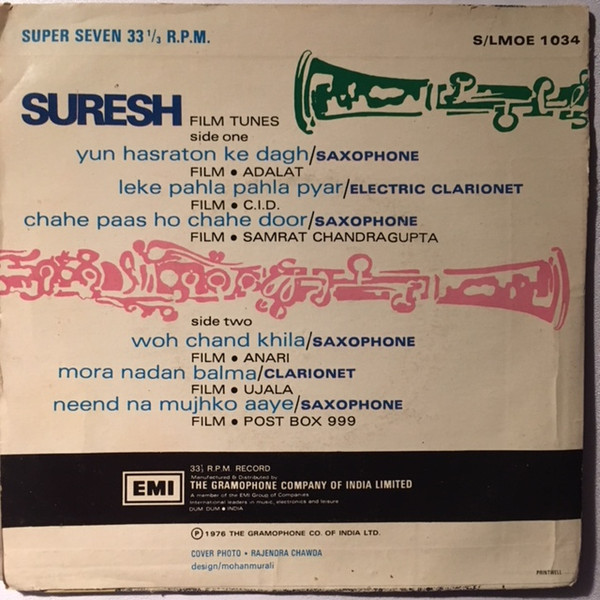 SUPER SEVEN 33 1/3 R.P.M.
S/LMOE 1034
SURESH FILM TUNES
side one
yun hasraton ke dagh/SAXOPHONE
FILM • ADALAT
leke pahla pahla pyar/ELECTRIC CLARIONET
FILM • C.I.D.
chahe paas ho chahe door/SAXOPHONE
FILM • SAMRAT CHANDRAGUPTA
side two
woh chand khila/SAXOPHONE
FILM • ANARI
mora nadan balma/CLARIONET
FILM • UJALA
neend na mujhko aaye/SAXOPHONE
FILM • POST BOX 999
EMI
33⅓ R.P.M. RECORD
Manufactured & Distributed by
THE GRAMOPHONE COMPANY OF INDIA LIMITED
A member of the EMI Group of Companies
International leaders in music, electronics and leisure
DUM DUM • INDIA
Ⓟ 1976 THE GRAMOPHONE CO. OF INDIA LTD.
COVER PHOTO • RAJENDRA CHAWDA
design/mohanmurali
PRINTWELL